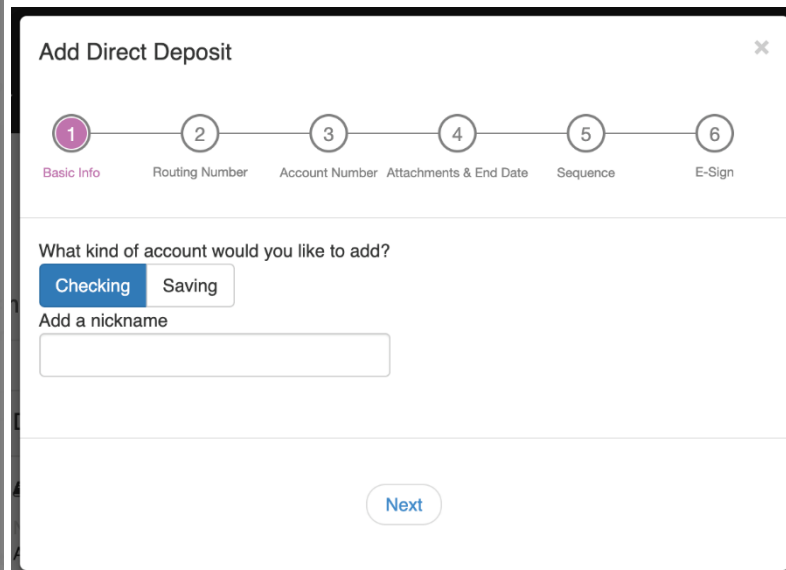 Add Direct Deposit ×
1 2 3 4 5 6
Basic Info Routing Number Account Number Attachments & End Date Sequence E-Sign
What kind of account would you like to add?
Checking Saving
Add a nickname
Next